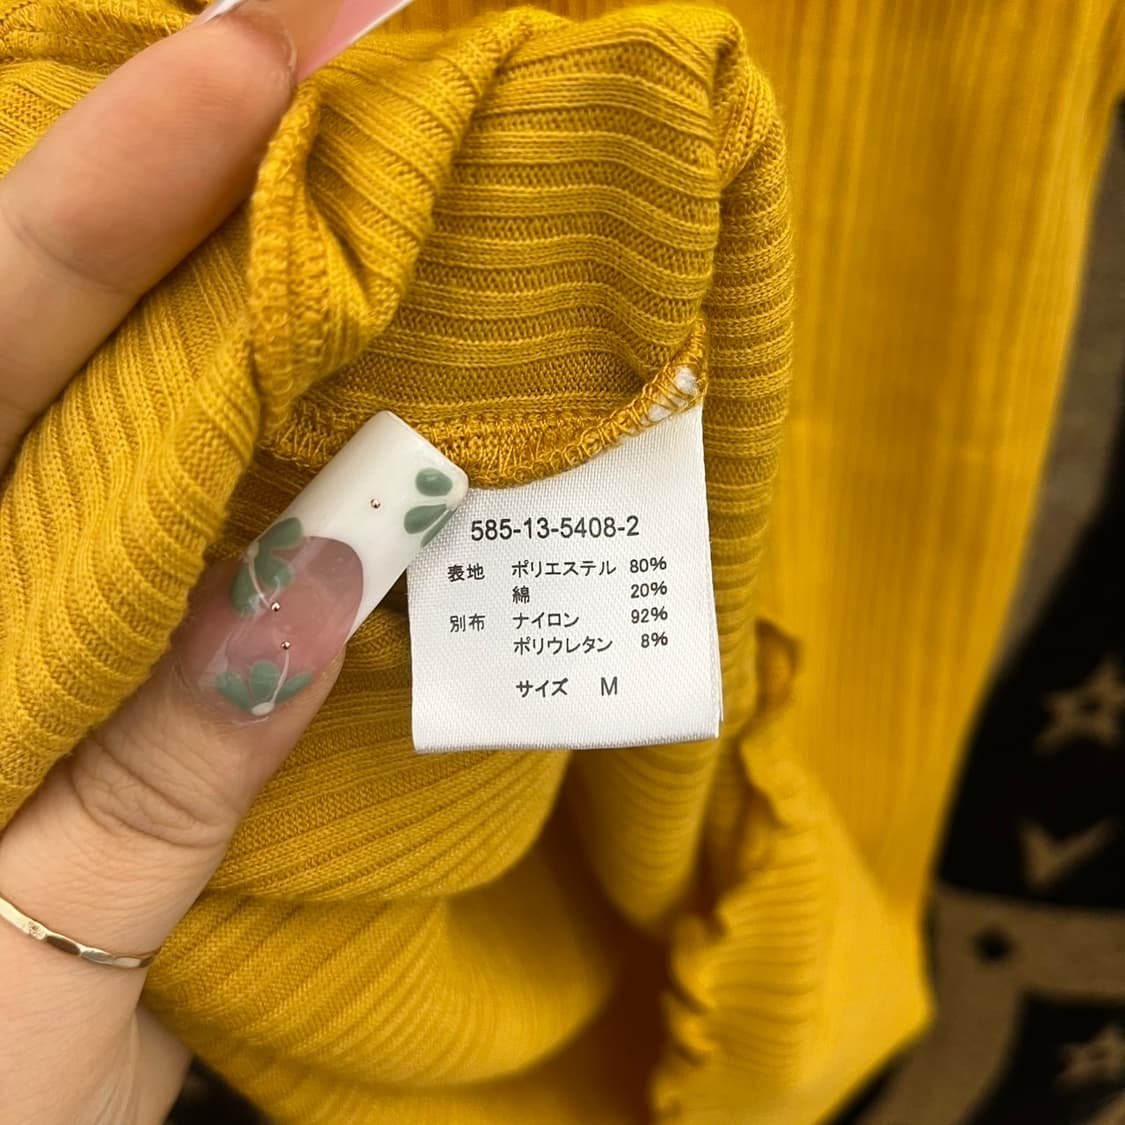 585-13-5408-2
表地 ポリエステル 80%
綿 20%
別布 ナイロン 92%
ポリウレタン 8%
サイズ M